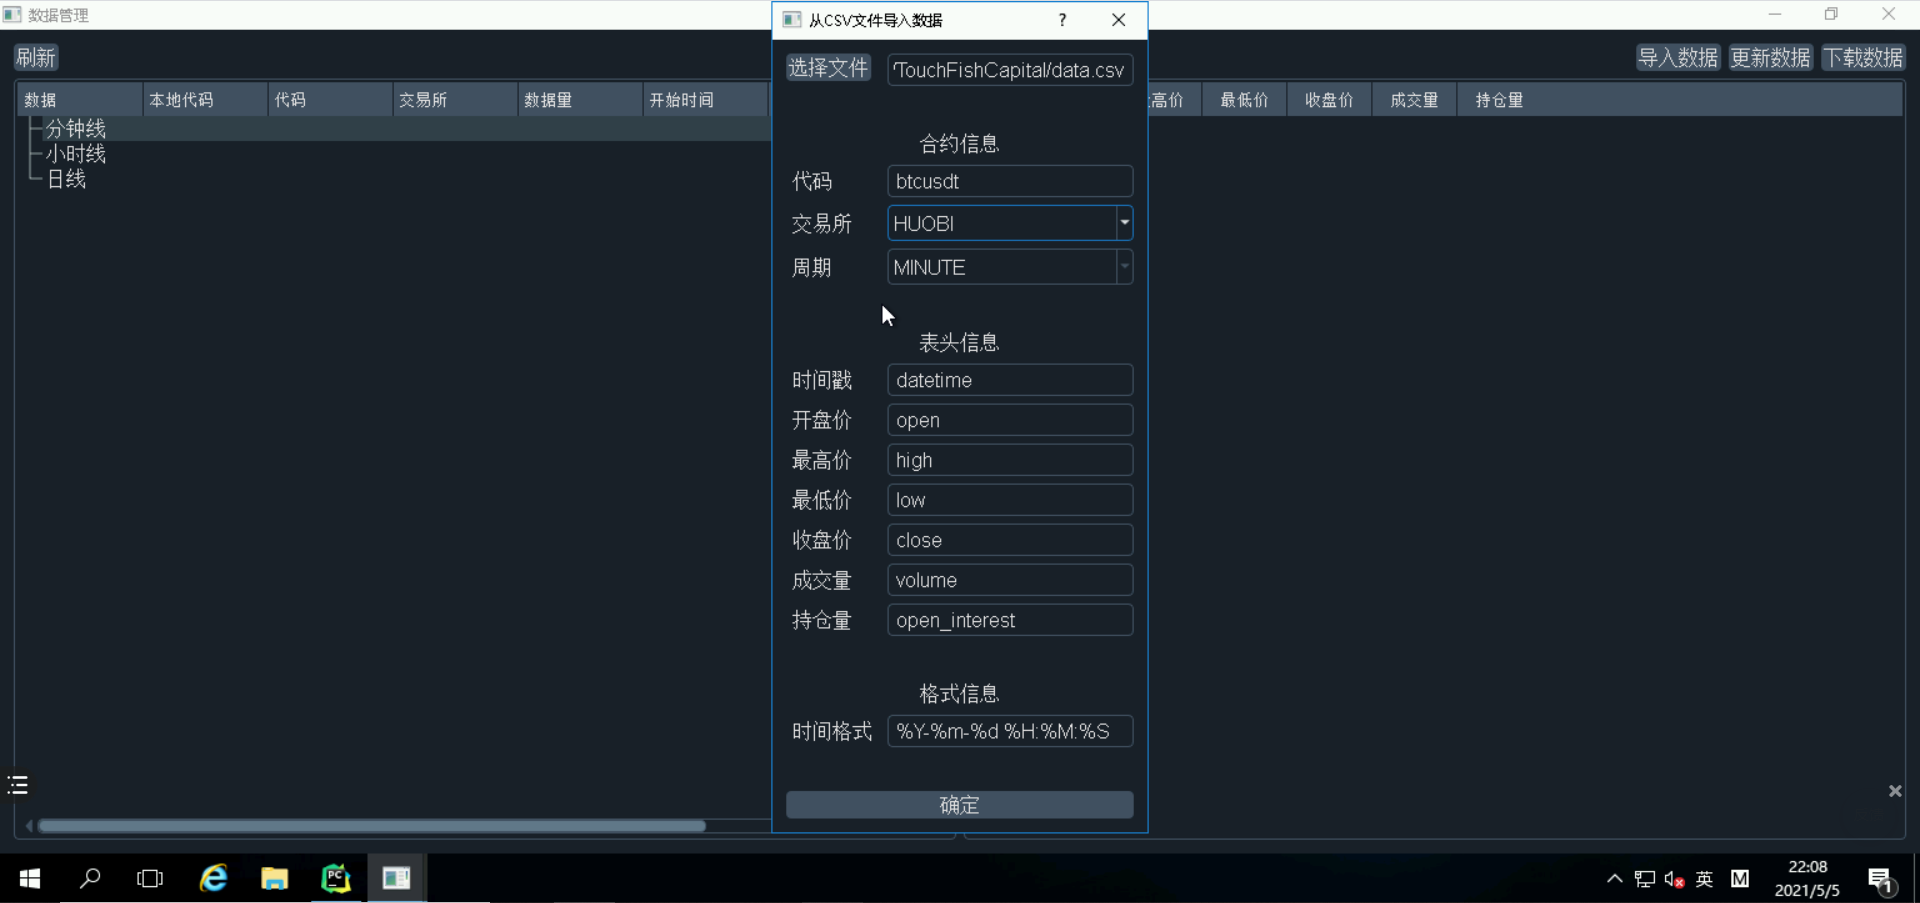 数据管理
从CSV文件导入数据
?
刷新
导入数据 更新数据 下载数据
选择文件 TouchFishCapital/data.csv
数据 本地代码 代码 交易所 数据量 开始时间 高价 最低价 收盘价 成交量 持仓量
分钟线
小时线
日线
合约信息
代码 btcusdt
交易所 HUOBI
周期 MINUTE
表头信息
时间戳 datetime
开盘价 open
最高价 high
最低价 low
收盘价 close
成交量 volume
持仓量 open_interest
格式信息
时间格式 %Y-%m-%d %H:%M:%S
确定
PC
英 M
22:08
2021/5/5
1